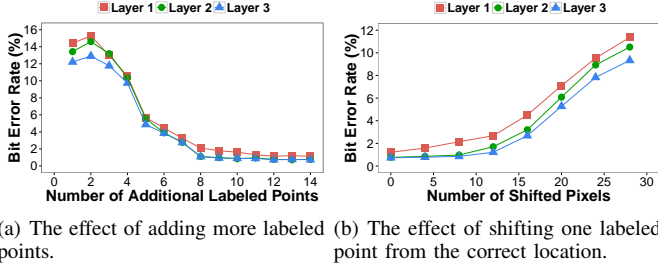 Layer 1 Layer 2 Layer 3
Bit Error Rate (%)
16
14
12
10
8
6
4
2
0
0 2 4 6 8 10 12 14
Number of Additional Labeled Points
(a) The effect of adding more labeled
points.
Layer 1 Layer 2 Layer 3
Bit Error Rate (%)
12
10
8
6
4
2
0
0 5 10 15 20 25 30
Number of Shifted Pixels
(b) The effect of shifting one labeled
point from the correct location.